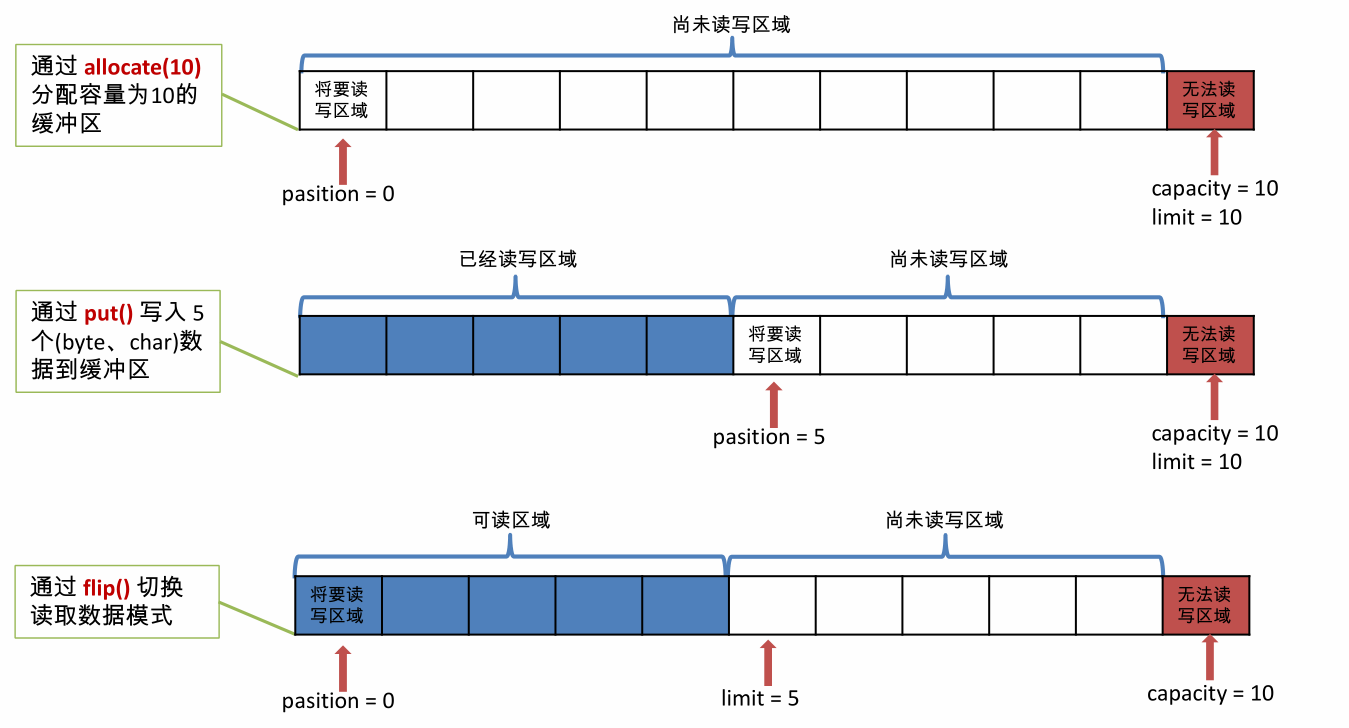 尚未读写区域
通过 allocate(10)
分配容量为10的
缓冲区
将要读
写区域
无法读
写区域
pasition = 0
capacity = 10
limit = 10
已经读写区域
尚未读写区域
通过 put() 写入 5
个(byte、char)数
据到缓冲区
将要读
写区域
无法读
写区域
pasition = 5
capacity = 10
limit = 10
可读区域
尚未读写区域
通过 flip() 切换
读取数据模式
将要读
写区域
无法读
写区域
pasition = 0
limit = 5
capacity = 10